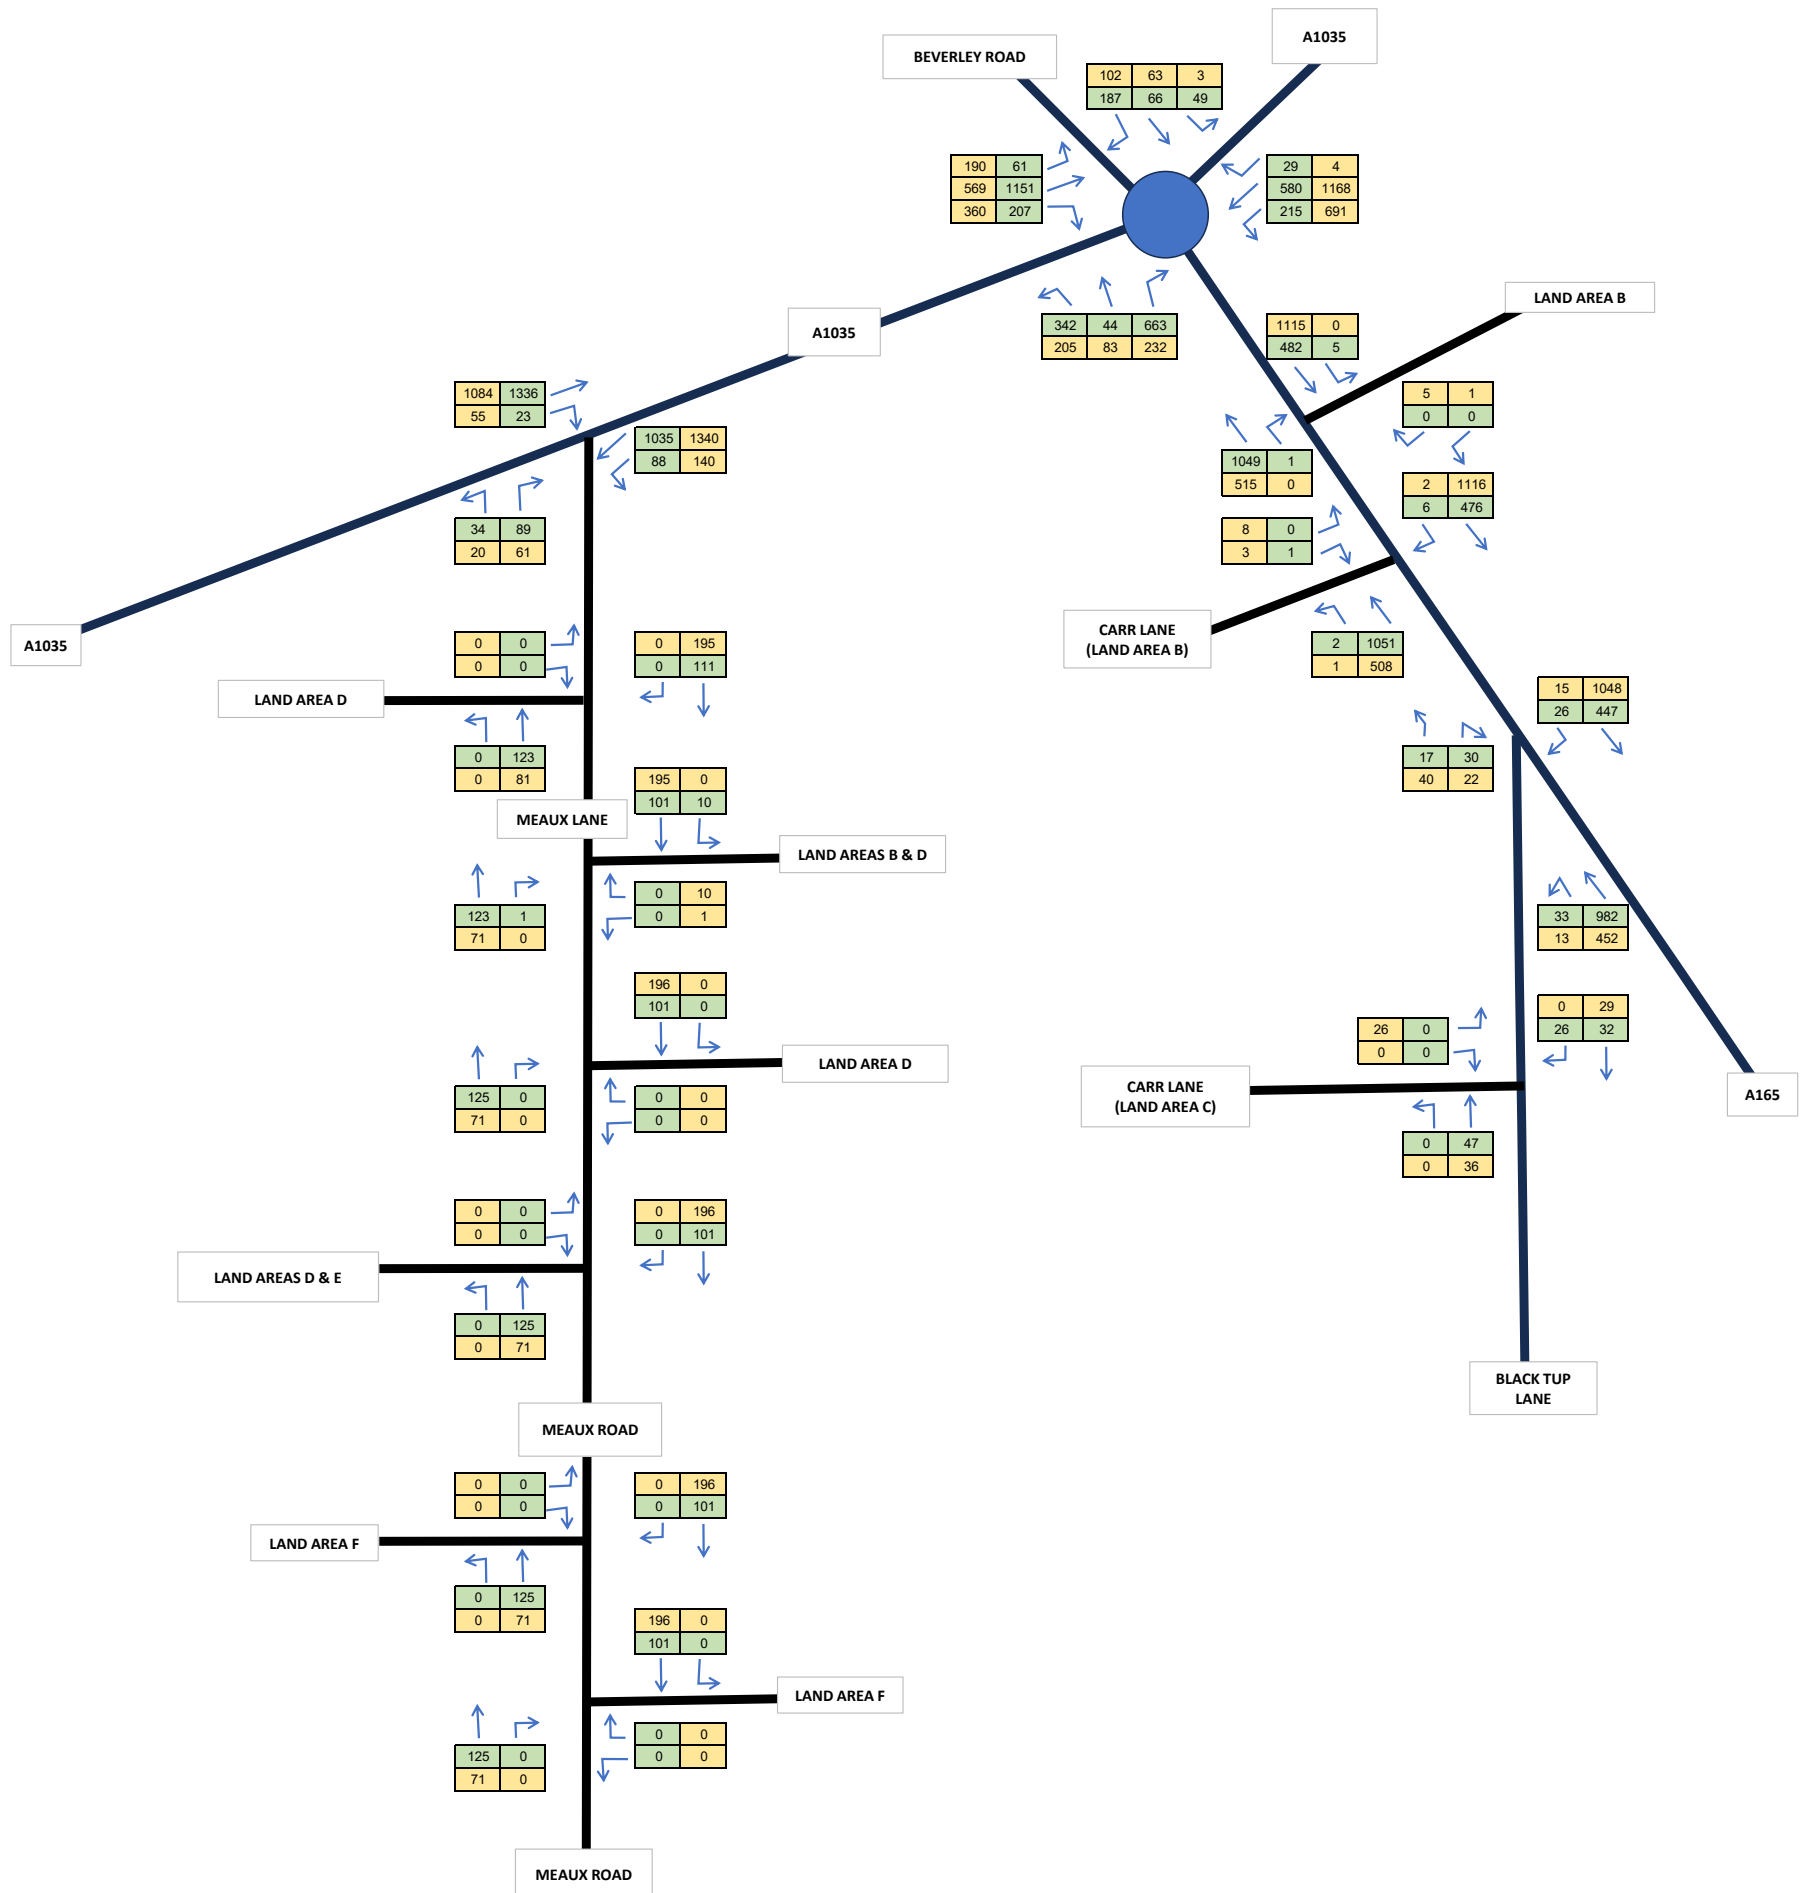 A1035
BEVERLEY ROAD
102 63 3
187 66 49
190 61
569 1151
360 207
29 4
580 1168
215 691
LAND AREA B
A1035
342 44 663
205 83 232
1115 0
482 5
1084 1336
55 23
5 1
0 0
1035 1340
88 140
1049 1
515 0
2 1116
6 476
34 89
20 61
8 0
3 1
A1035
CARR LANE
(LAND AREA B)
0 0
0 0
0 195
0 111
2 1051
1 508
LAND AREA D
15 1048
26 447
0 123
0 81
17 30
40 22
195 0
101 10
MEAUX LANE
LAND AREAS B & D
0 10
0 1
123 1
71 0
33 982
13 452
196 0
101 0
0 29
26 32
26 0
0 0
LAND AREA D
CARR LANE
(LAND AREA C)
A165
125 0
71 0
0 0
0 0
0 47
0 36
0 0
0 0
0 196
0 101
LAND AREAS D & E
0 125
0 71
BLACK TUP
LANE
MEAUX ROAD
0 0
0 0
0 196
0 101
LAND AREA F
0 125
0 71
196 0
101 0
LAND AREA F
0 0
0 0
125 0
71 0
MEAUX ROAD